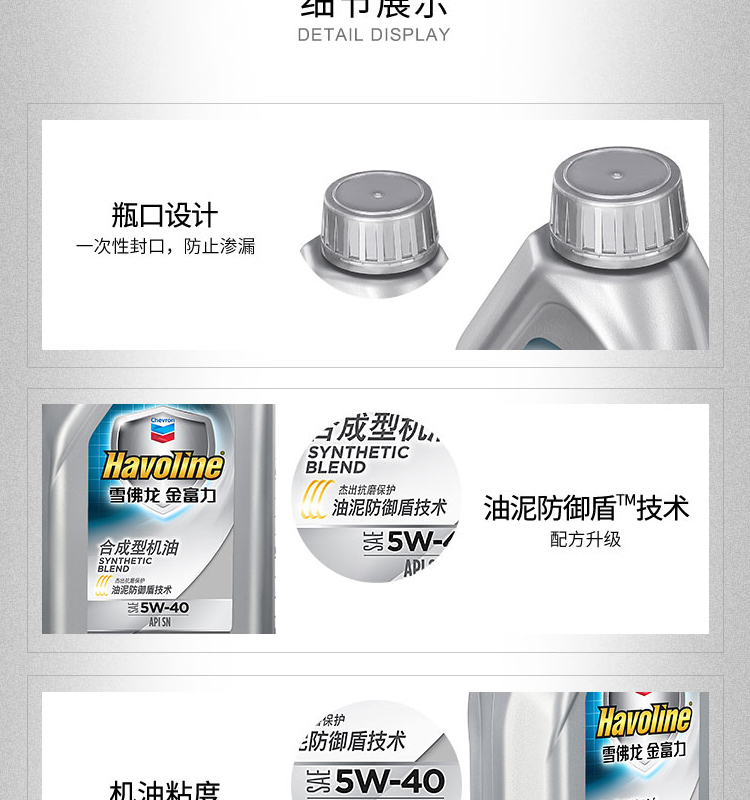 细节展示
DETAIL DISPLAY
瓶口设计
一次性封口，防止渗漏
Chevron
Havoline
雪佛龙 金富力
合成型机油
SYNTHETIC
BLEND
杰出抗磨保护
油泥防御盾技术
SAE 5W-40
API SN
合成型机油
SYNTHETIC
BLEND
杰出抗磨保护
油泥防御盾技术
SAE 5W-4
API S
油泥防御盾™技术
配方升级
机油粘度
保护
防御盾技术
SAE 5W-40
Havoline
雪佛龙 金富力